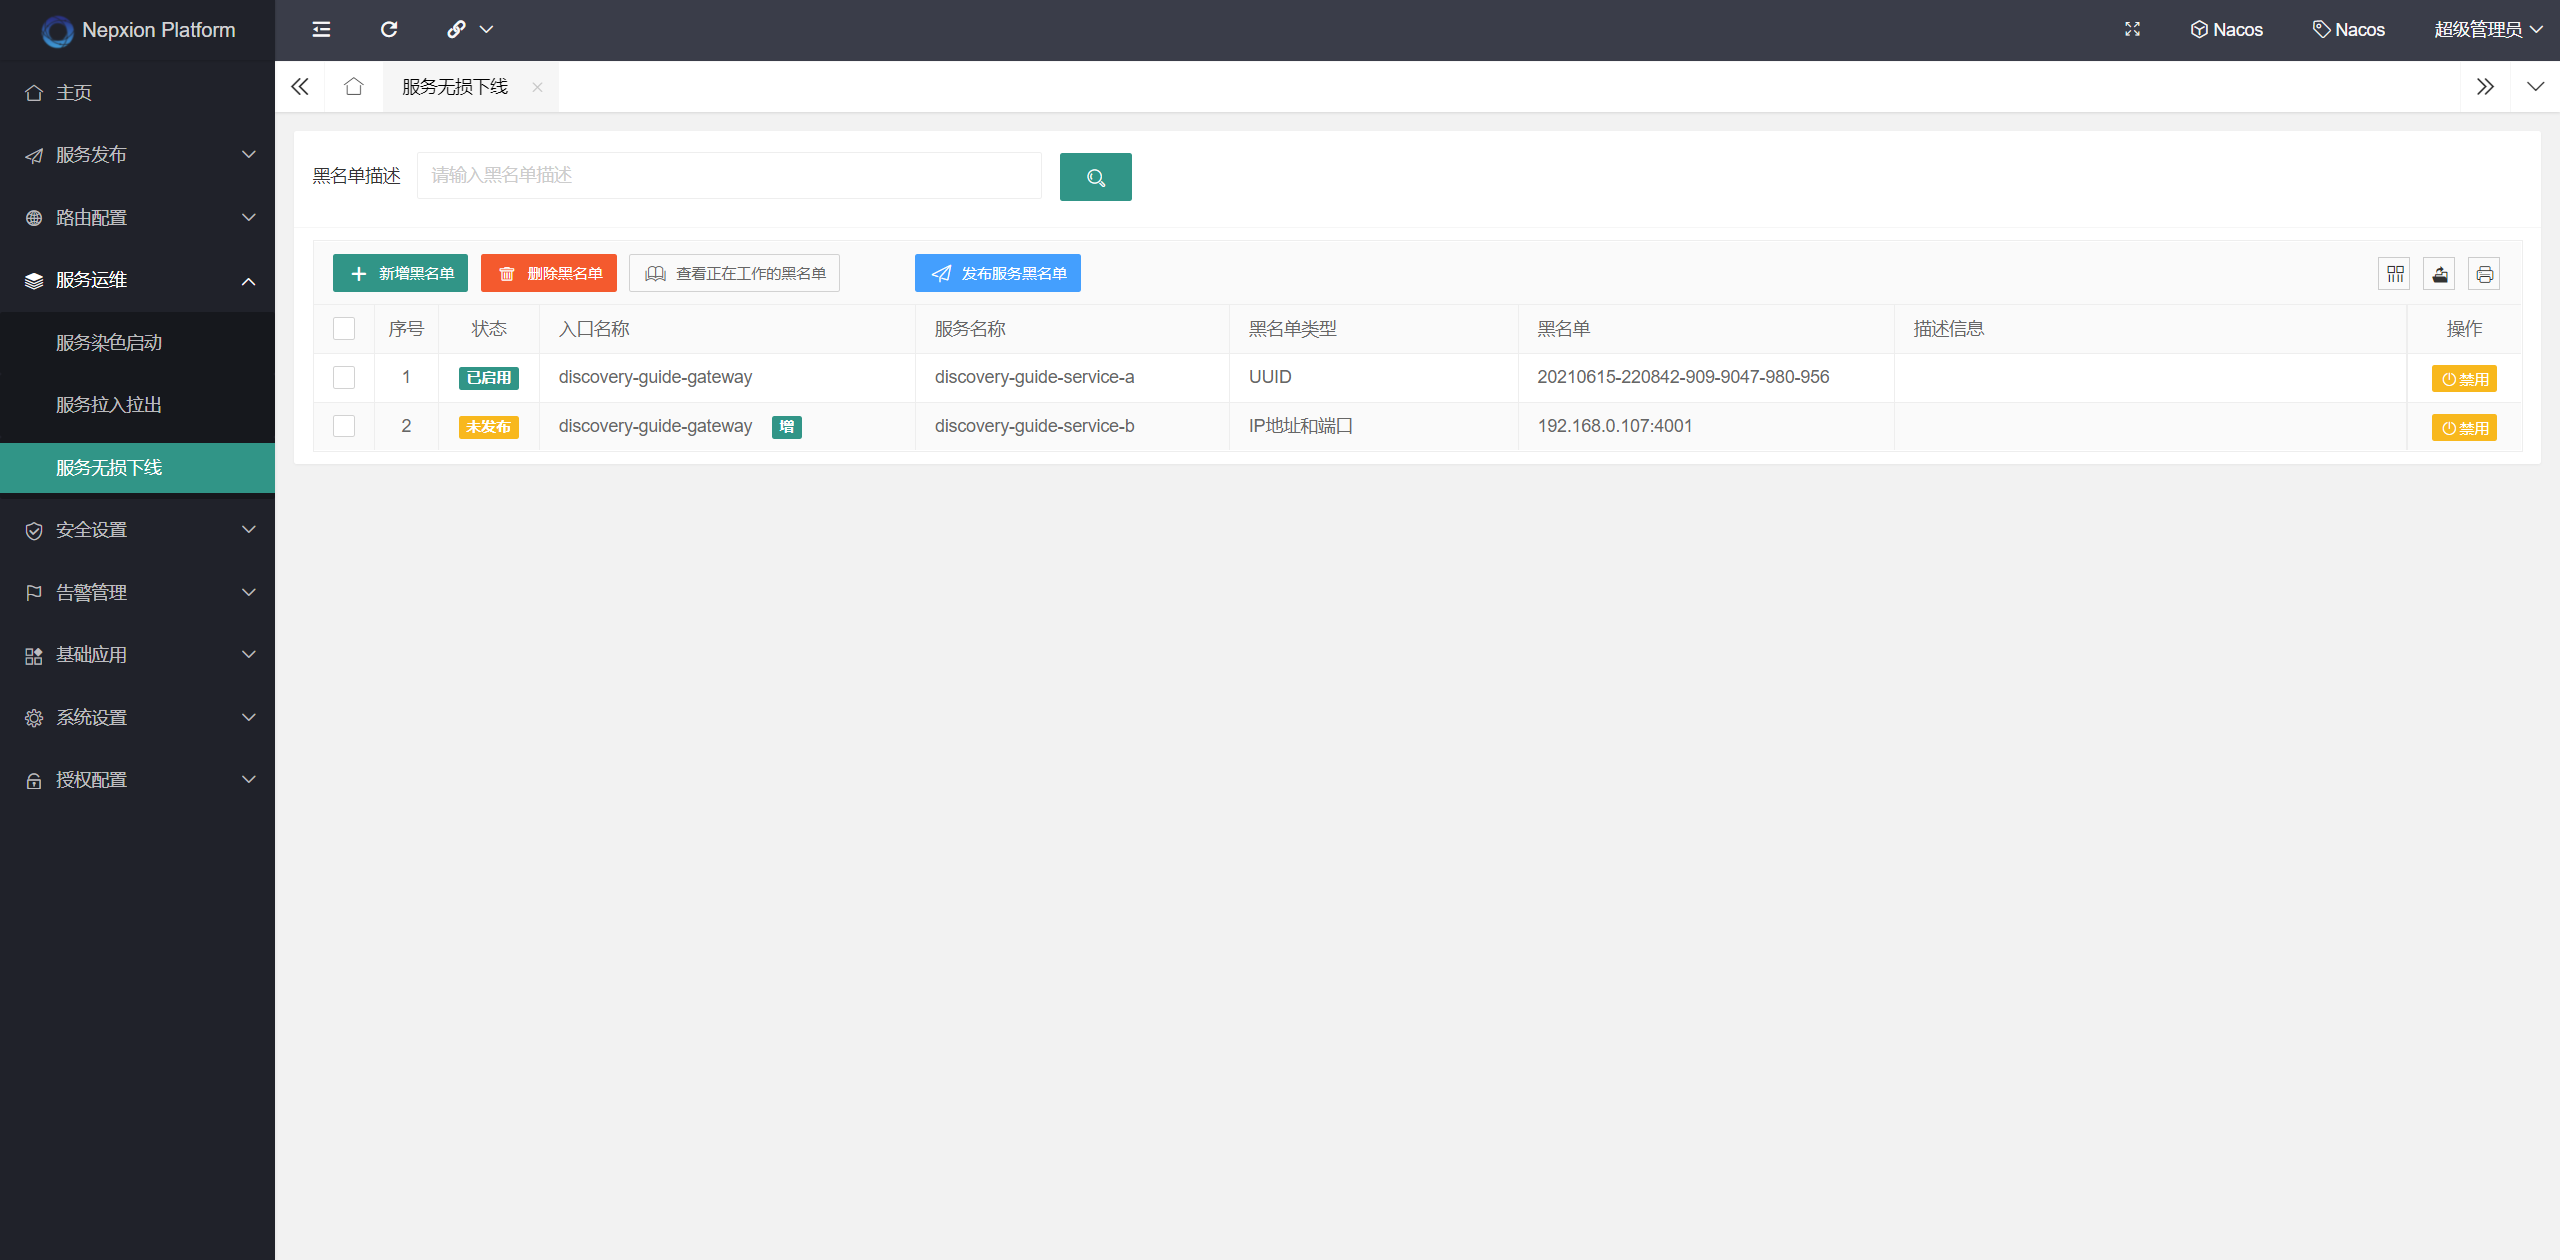 Nepxion Platform
Nacos
Nacos
超级管理员
主页
服务发布
路由配置
服务运维
服务染色启动
服务拉入拉出
服务无损下线
安全设置
告警管理
基础应用
系统设置
授权配置
服务无损下线
黑名单描述
请输入黑名单描述
新增黑名单
删除黑名单
查看正在工作的黑名单
发布服务黑名单
序号 状态 入口名称 服务名称 黑名单类型 黑名单 描述信息 操作
1 已启用 discovery-guide-gateway discovery-guide-service-a UUID 20210615-220842-909-9047-980-956 禁用
2 未发布 discovery-guide-gateway 增 discovery-guide-service-b IP地址和端口 192.168.0.107:4001 禁用